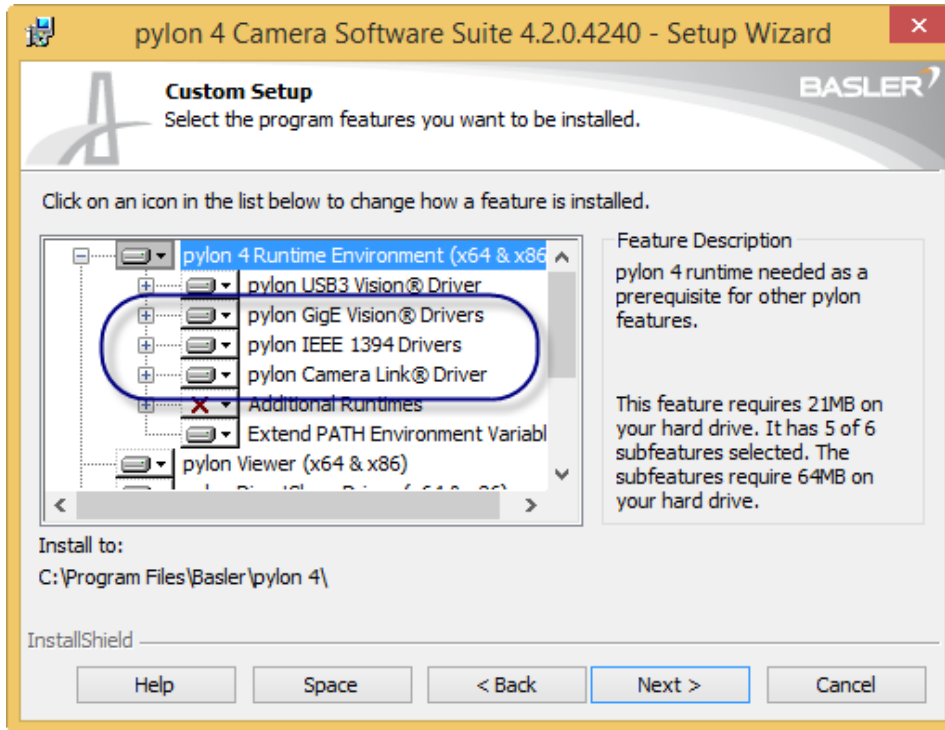 pylon 4 Camera Software Suite 4.2.0.4240 - Setup Wizard
Custom Setup
BASLER
Select the program features you want to be installed.
Click on an icon in the list below to change how a feature is installed.
pylon 4 Runtime Environment (x64 & x86
pylon USB3 Vision® Driver
pylon GigE Vision® Drivers
pylon IEEE 1394 Drivers
pylon Camera Link® Driver
Additional Runtimes
Extend PATH Environment Variabl
pylon Viewer (x64 & x86)
Feature Description
pylon 4 runtime needed as a
prerequisite for other pylon
features.
This feature requires 21MB on
your hard drive. It has 5 of 6
subfeatures selected. The
subfeatures require 64MB on
your hard drive.
Install to:
C:\Program Files\Basler\pylon 4\
InstallShield
Help
Space
< Back
Next >
Cancel